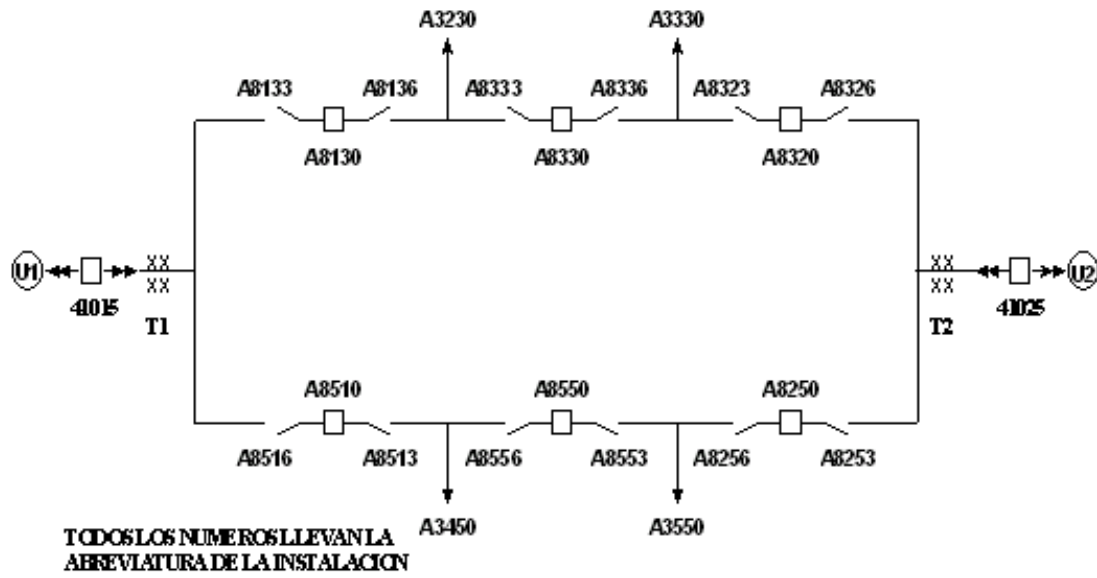 A3230 A3330
A8133 A8136 A8333 A8336 A8323 A8326
A8130 A8330 A8320
U1 U2
41015 41025
T1 T2
A8510 A8550 A8250
A8516 A8513 A8556 A8553 A8256 A8253
A3450 A3550
TODOS LOS NUMEROS LLEVAN LA
ABREVIATURA DE LA INSTALACION